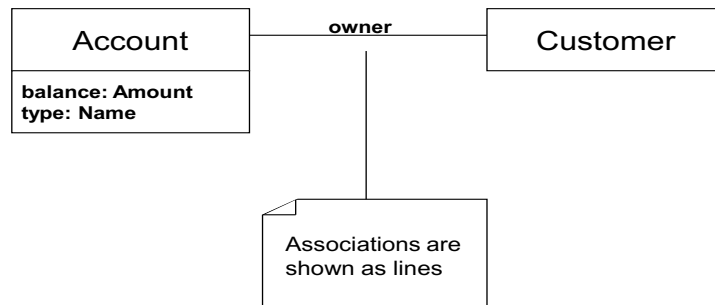 Account
owner
Customer
balance: Amount
type: Name
Associations are
shown as lines